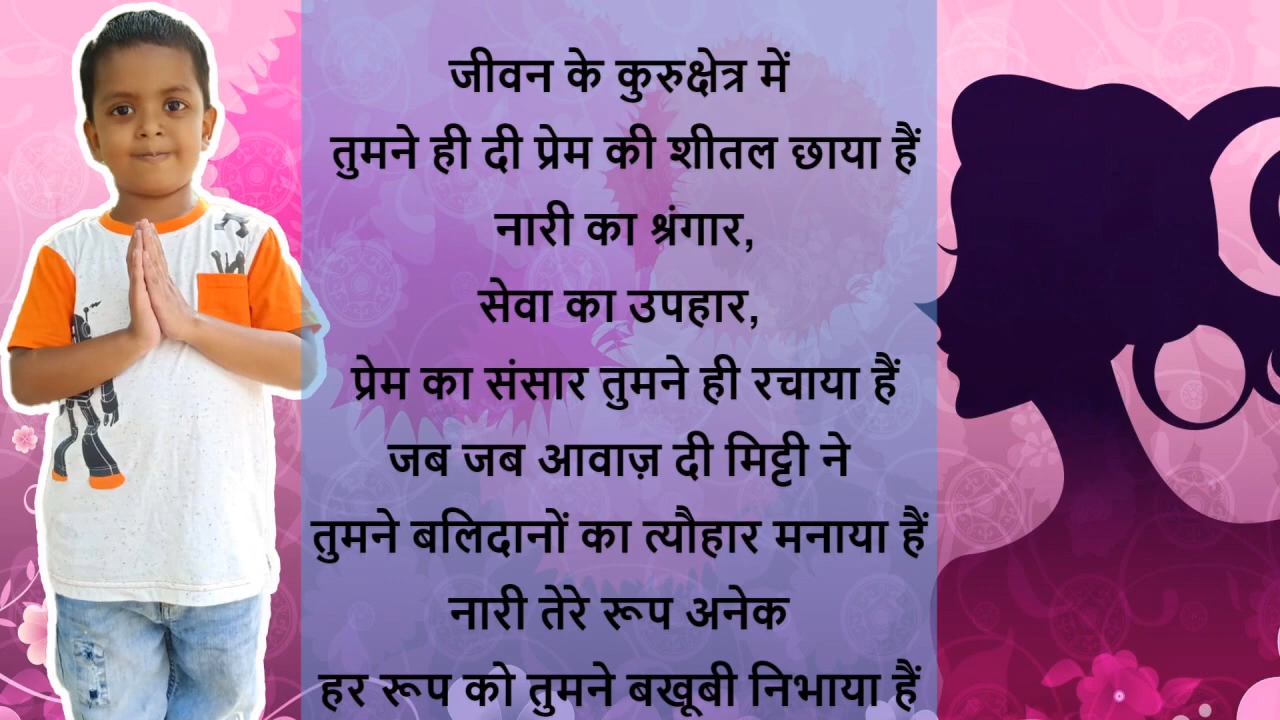 जीवन के कुरुक्षेत्र में
तुमने ही दी प्रेम की शीतल छाया हैं
नारी का श्रंगार,
सेवा का उपहार,
प्रेम का संसार तुमने ही रचाया हैं
जब जब आवाज़ दी मिट्टी ने
तुमने बलिदानों का त्यौहार मनाया हैं
नारी तेरे रूप अनेक
हर रूप को तुमने बखूबी निभाया हैं